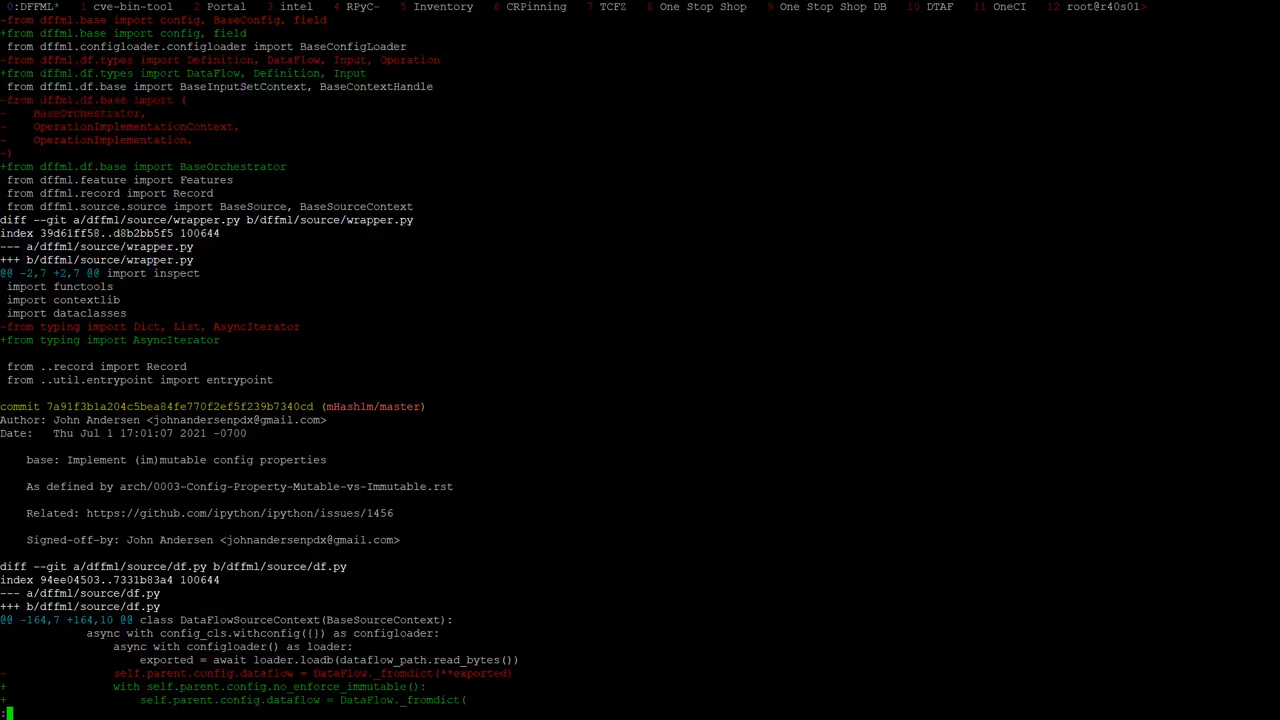 0:DFFML* 1 cve-bin-tool 2 Portal 3 intel 4 RPyC- 5 Inventory 6 CRPinning 7 TCFZ 8 One Stop Shop 9 One Stop Shop DB 10 DTAF 11 OneCI 12 root@r40s01>
-from dffml.base import config, BaseConfig, field
+from dffml.base import config, field
 from dffml.configloader.configloader import BaseConfigLoader
-from dffml.df.types import Definition, DataFlow, Input, Operation
+from dffml.df.types import DataFlow, Definition, Input
 from dffml.df.base import BaseInputSetContext, BaseContextHandle
-from dffml.df.base import (
-    BaseOrchestrator,
-    OperationImplementationContext,
-    OperationImplementation,
-)
+from dffml.df.base import BaseOrchestrator
 from dffml.feature import Features
 from dffml.record import Record
 from dffml.source.source import BaseSource, BaseSourceContext
diff --git a/dffml/source/wrapper.py b/dffml/source/wrapper.py
index 39d61ff58..d8b2bb5f5 100644
--- a/dffml/source/wrapper.py
+++ b/dffml/source/wrapper.py
@@ -2,7 +2,7 @@ import inspect
 import functools
 import contextlib
 import dataclasses
-from typing import Dict, List, AsyncIterator
+from typing import AsyncIterator
 from ..record import Record
 from ..util.entrypoint import entrypoint
commit 7a91f3b1a204c5bea84fe770f2ef5f239b7340cd (mHash1m/master)
Author: John Andersen <johnandersenpdx@gmail.com>
Date:   Thu Jul 1 17:01:07 2021 -0700
    base: Implement (im)mutable config properties
    As defined by arch/0003-Config-Property-Mutable-vs-Immutable.rst
    Related: https://github.com/ipython/ipython/issues/1456
    Signed-off-by: John Andersen <johnandersenpdx@gmail.com>
diff --git a/dffml/source/df.py b/dffml/source/df.py
index 94ee04503..7331b83a4 100644
--- a/dffml/source/df.py
+++ b/dffml/source/df.py
@@ -164,7 +164,10 @@ class DataFlowSourceContext(BaseSourceContext):
             async with config_cls.withconfig({}) as configloader:
                 async with configloader() as loader:
                     exported = await loader.loadb(dataflow_path.read_bytes())
-                self.parent.config.dataflow = DataFlow._fromdict(**exported)
+                with self.parent.config.no_enforce_immutable():
+                    self.parent.config.dataflow = DataFlow._fromdict(
: